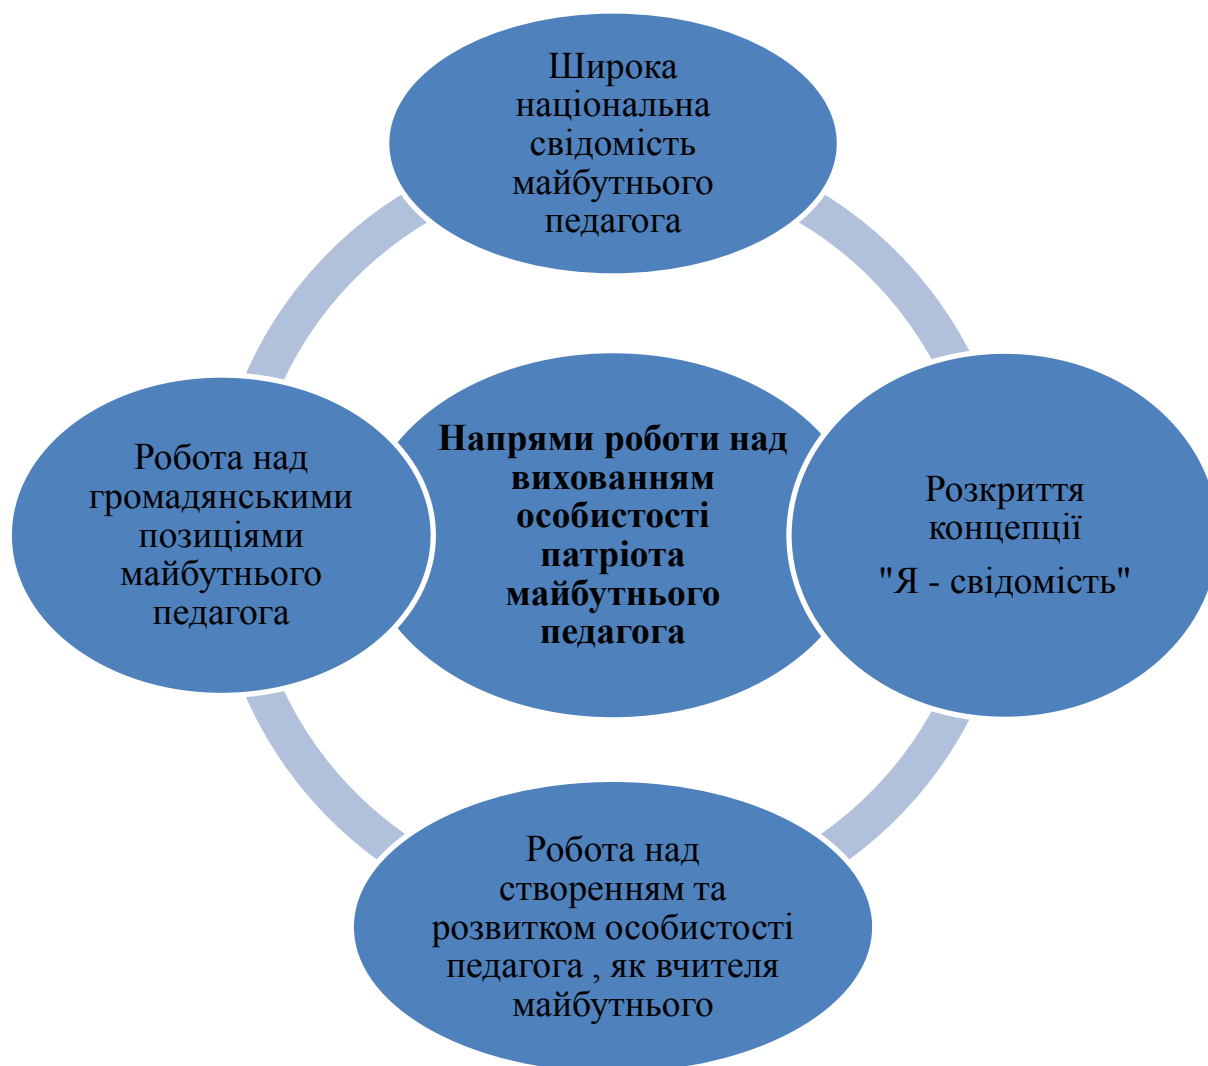 Широка
національна
свідомість
майбутнього
педагога
Робота над
громадянськими
позиціями
майбутнього
педагога
Напрями роботи над
вихованням
особистості
патріота
майбутнього
педагога
Розкриття
концепції
"Я - свідомість"
Робота над
створенням та
розвитком особистості
педагога , як вчителя
майбутнього